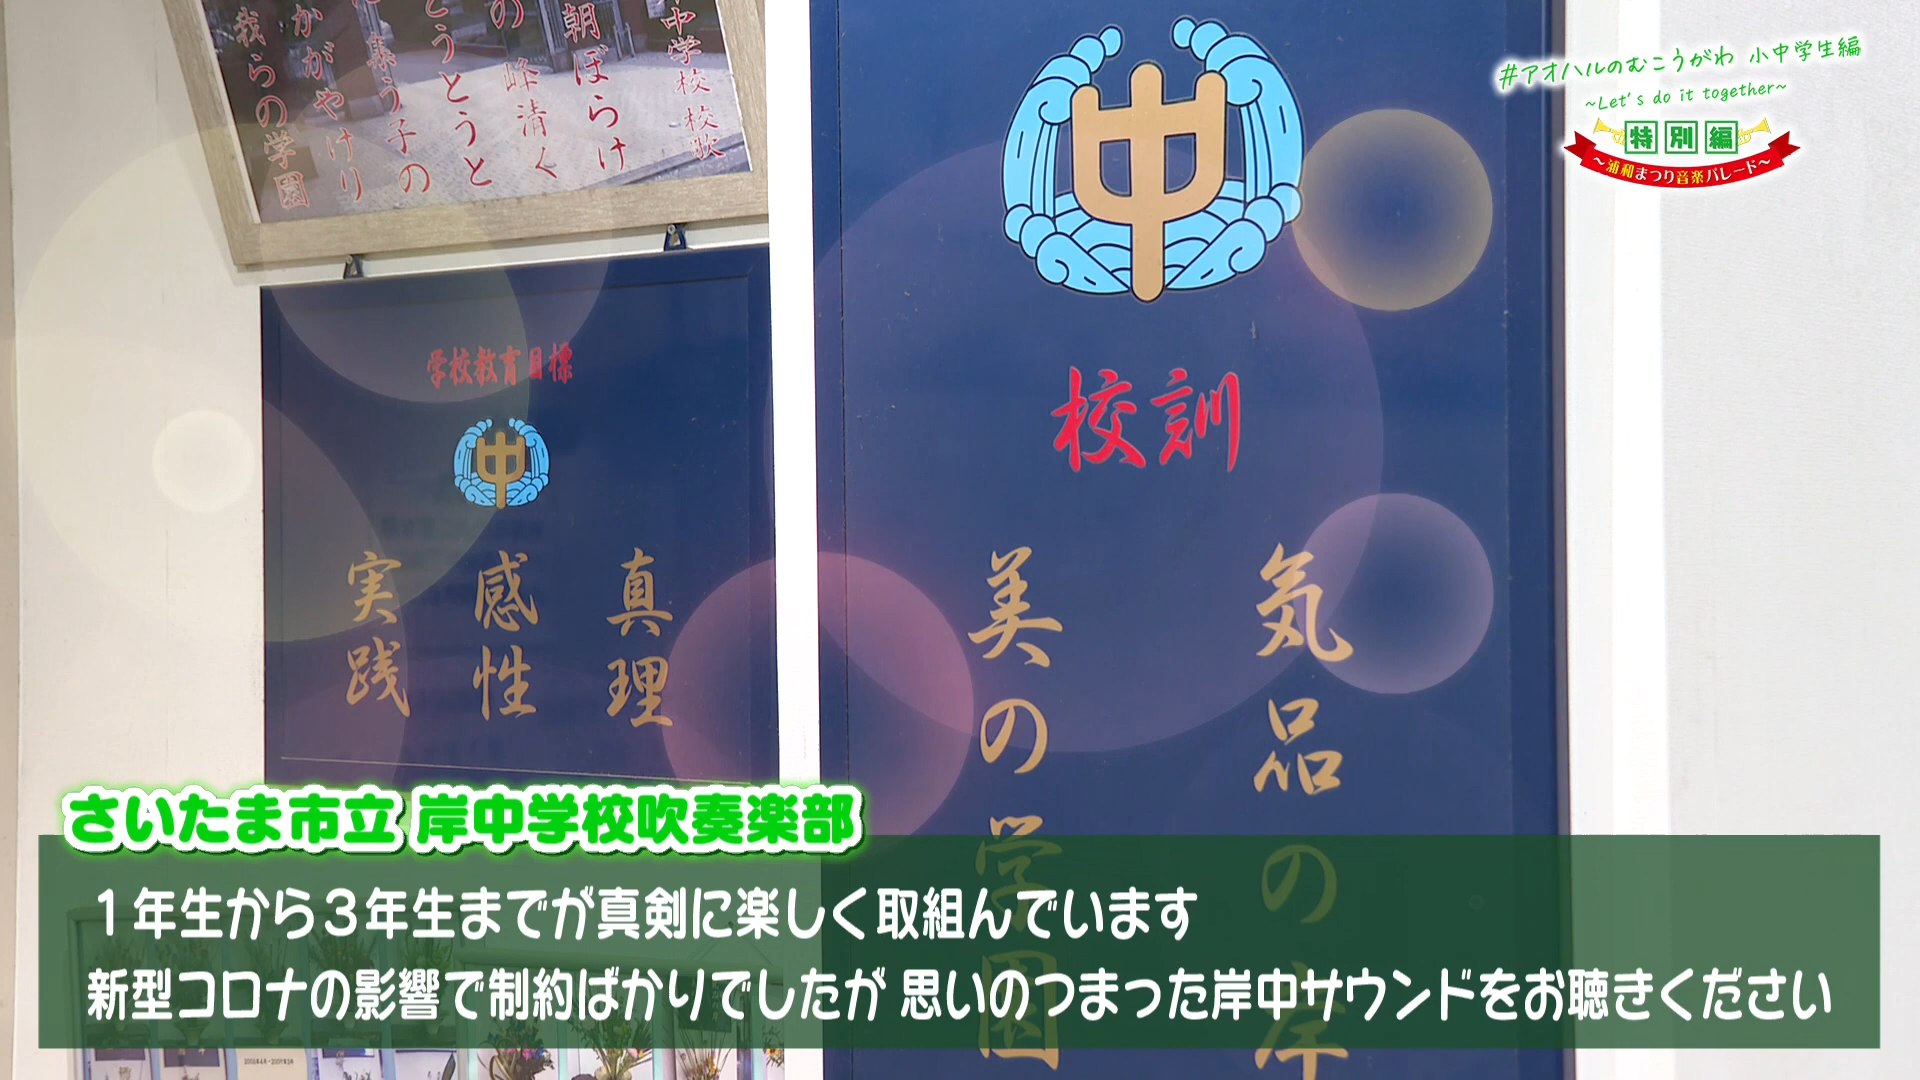 #アオハルのむこうがわ 小中学生編
~Let's do it together~
特別編
～浦和まつり音楽パレード～
中学校 校歌
朝ぼらけ
の峰清く
とうとうと
集う子の
かがやけり
我らの学園
学校教育目標
中
真理
感性
実践
中
校訓
気品の岸
美の学園
さいたま市立 岸中学校吹奏楽部
１年生から３年生までが真剣に楽しく取組んでいます
新型コロナの影響で制約ばかりでしたが 思いのつまった岸中サウンドをお聴きください